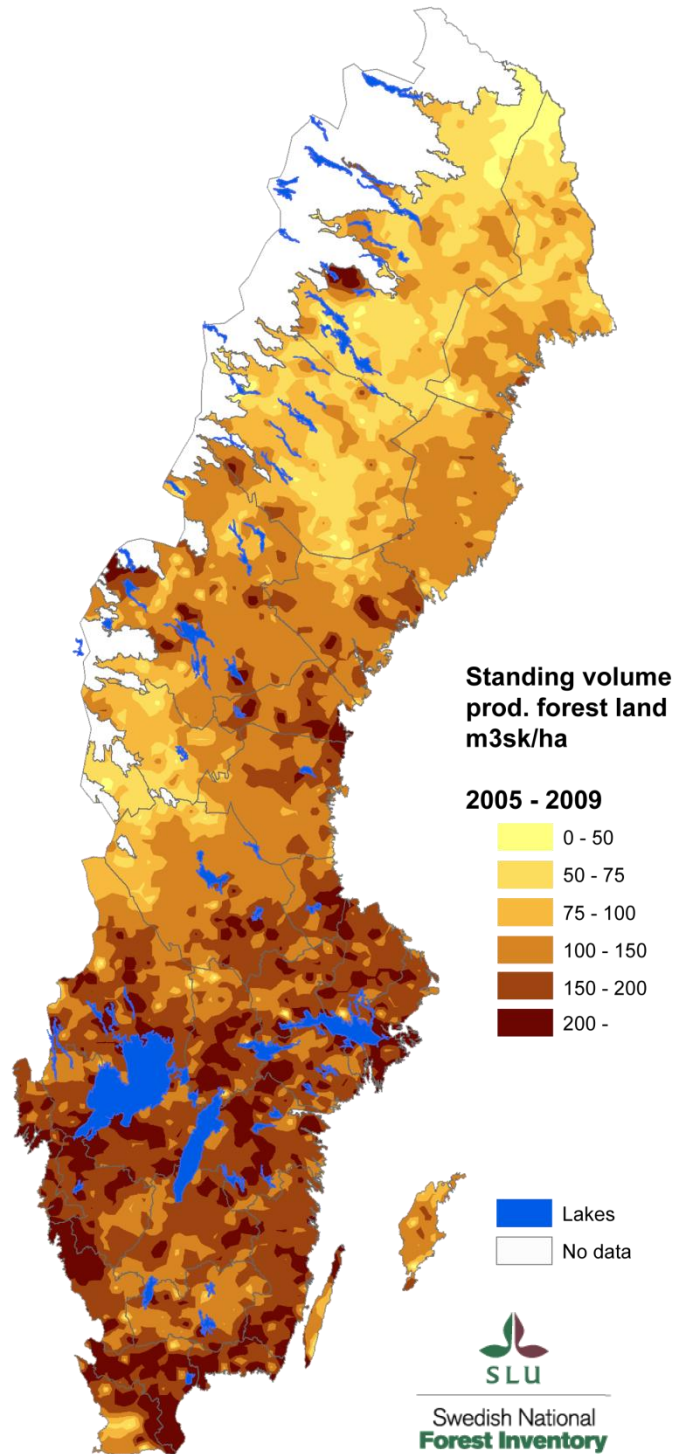 Standing volume
prod. forest land
m3sk/ha
2005 - 2009
0 - 50
50 - 75
75 - 100
100 - 150
150 - 200
200 -
Lakes
No data
SLU
Swedish National
Forest Inventory